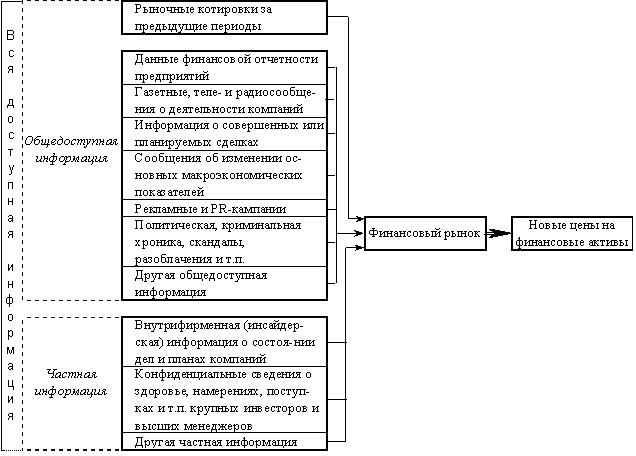 Вся доступная информация
Рыночные котировки за
предыдущие периоды
Общедоступная
информация
Данные финансовой отчетности
предприятий
Газетные, теле- и радиосообще-
ния о деятельности компаний
Информация о совершенных или
планируемых сделках
Сообщения об изменении ос-
новных макроэкономических
показателей
Рекламные и PR-кампании
Политическая, криминальная
хроника, скандалы,
разоблачения и т.п.
Другая общедоступная
информация
Частная
информация
Внутрифирменная (инсайдер-
ская) информация о состоя-нии
дел и планах компаний
Конфиденциальные сведения о
здоровье, намерениях, поступ-
ках и т.п. крупных инвесторов и
высших менеджеров
Другая частная информация
Финансовый рынок
Новые цены на
финансовые активы